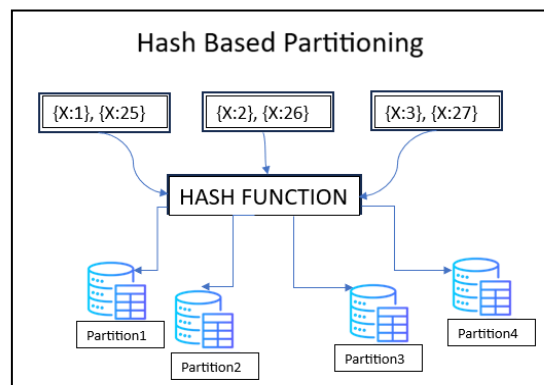 Hash Based Partitioning
{X:1}, {X:25}
{X:2}, {X:26}
{X:3}, {X:27}
HASH FUNCTION
Partition1
Partition2
Partition3
Partition4